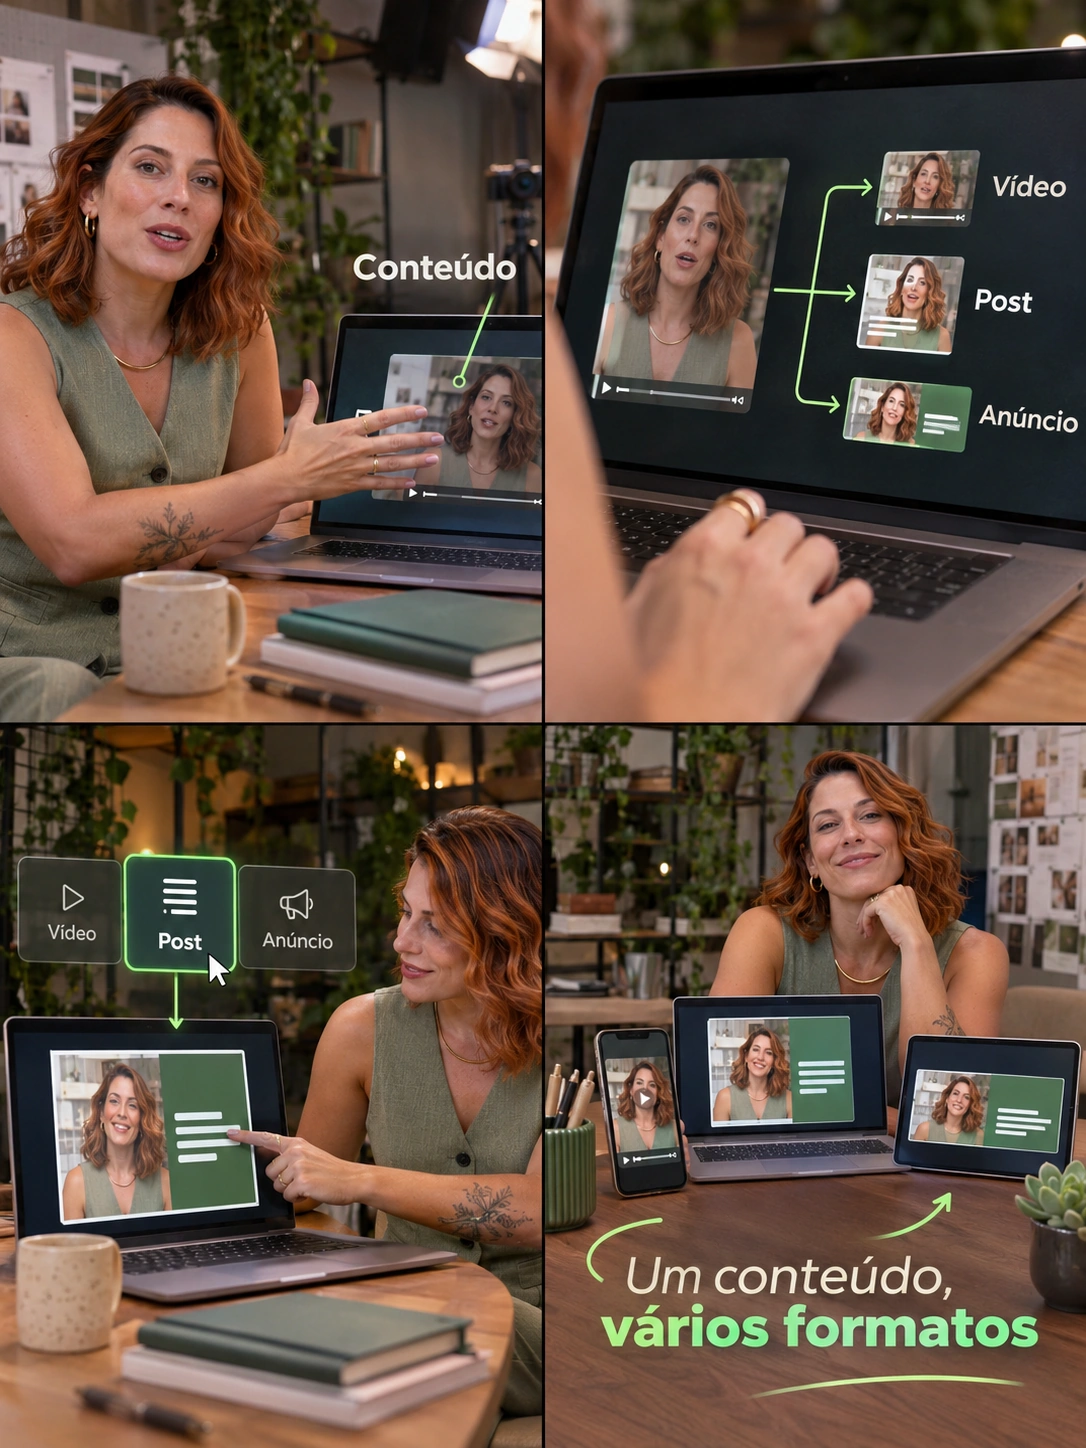 Conteúdo
Vídeo
Post
Anúncio
Vídeo
Post
Anúncio
Um conteúdo,
vários formatos